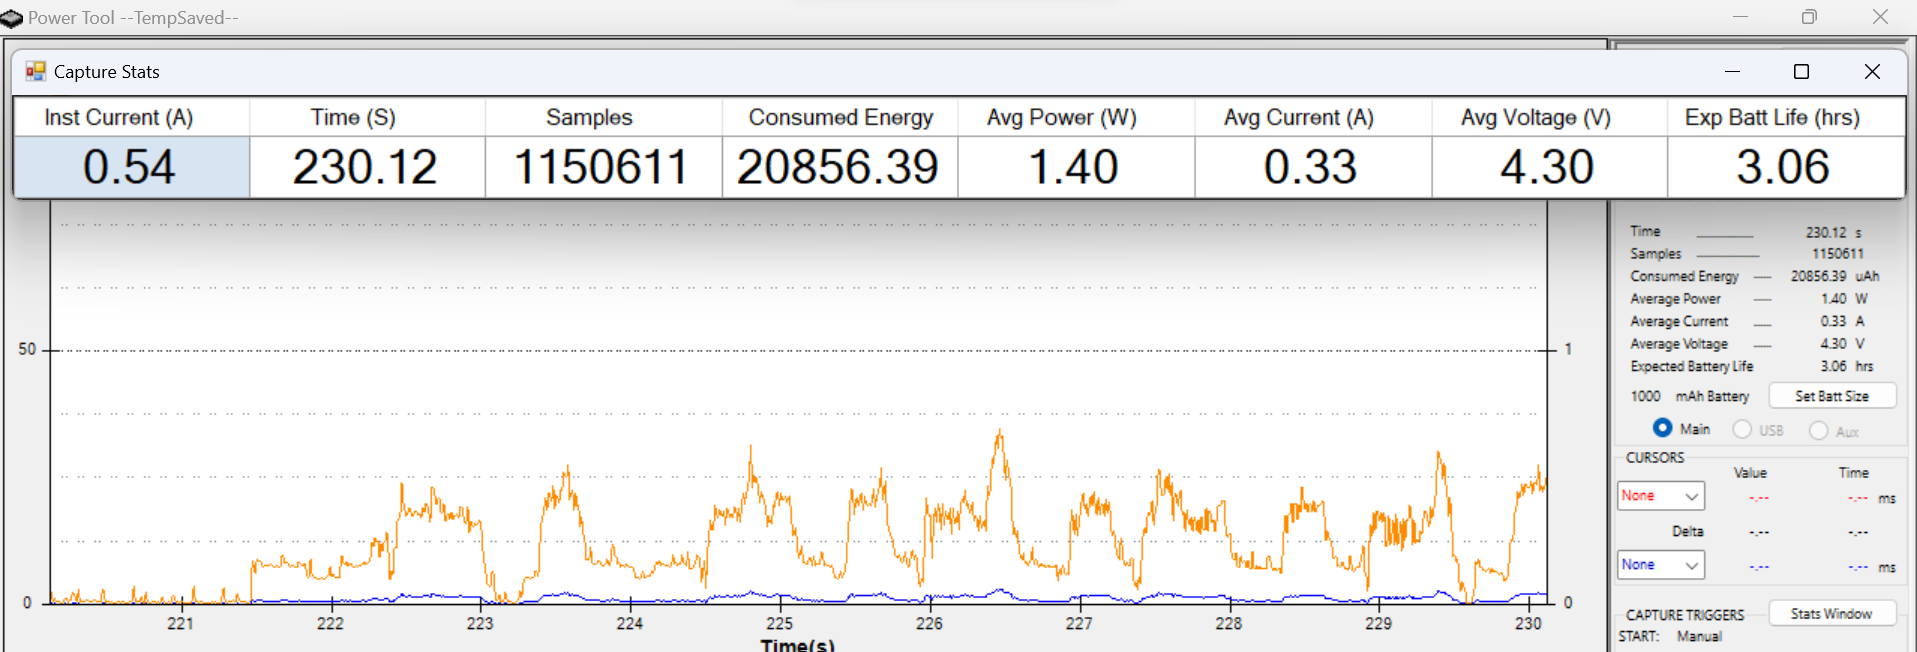 Power Tool --TempSaved--
Capture Stats
Inst Current (A) Time (S) Samples Consumed Energy Avg Power (W) Avg Current (A) Avg Voltage (V) Exp Batt Life (hrs)
0.54 230.12 1150611 20856.39 1.40 0.33 4.30 3.06
Time 230.12 s
Samples 1150611
Consumed Energy 20856.39 uAh
Average Power 1.40 W
Average Current 0.33 A
Average Voltage 4.30 V
Expected Battery Life 3.06 hrs
1000 mAh Battery Set Batt Size
Main USB Aux
CURSORS
Value Time
None -.-- -.-- ms
Delta -.-- -.--
None -.-- -.-- ms
CAPTURE TRIGGERS Stats Window
START: Manual
50 1
0 0
221 222 223 224 225 226 227 228 229 230
Time(s)